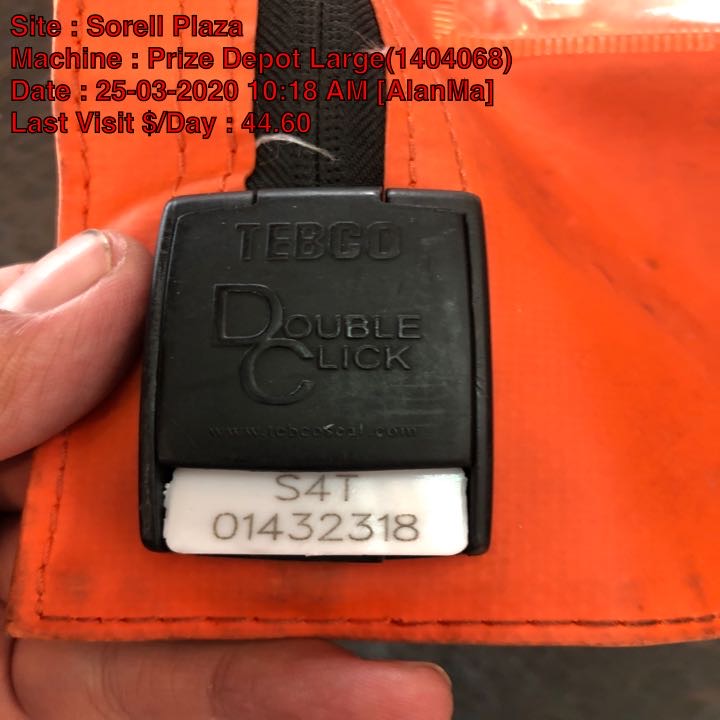 Site : Sorell Plaza
Machine : Prize Depot Large(1404068)
Date : 25-03-2020 10:18 AM [AlanMa]
Last Visit $/Day : 44.60
TEBCO
DOUBLE
CLICK
www.tebcoseal.com
S4T
01432318